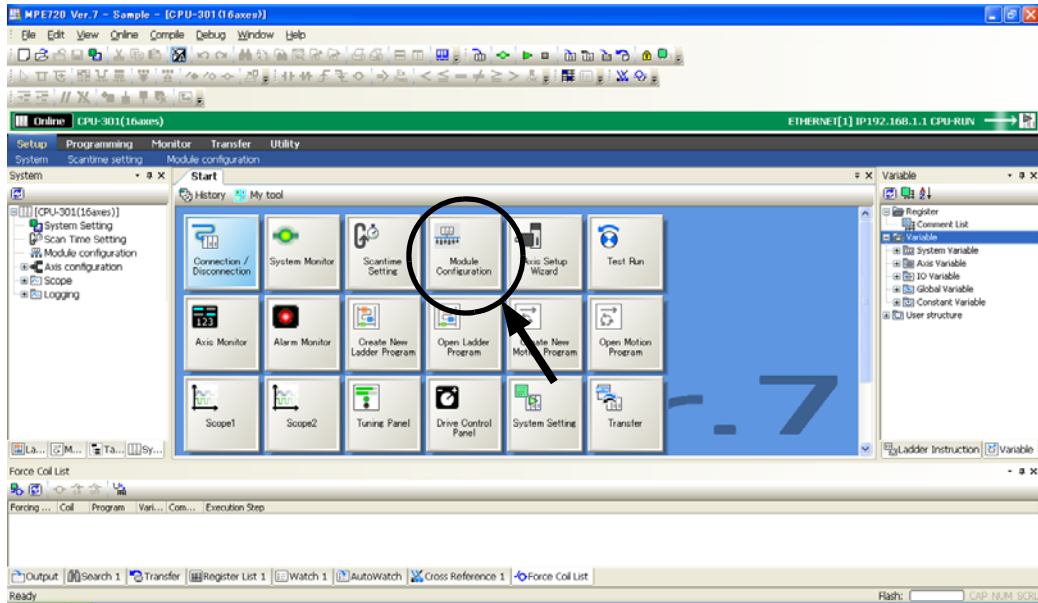 MPE720 Ver.7 - Sample - [CPU-301(16axes)]
File Edit View Online Compile Debug Window Help
Online CPU-301(16axes) ETHERNET[1] IP192.168.1.1 CPU-RUN
Setup Programming Monitor Transfer Utility
System Scantime setting Module configuration
System
[CPU-301(16axes)]
System Setting
Scan Time Setting
Module configuration
Axis configuration
Scope
Logging
La... M... Ta... Sy...
Start
History My tool
Connection / Disconnection
System Monitor
Scantime Setting
Module Configuration
Axis Setup Wizard
Test Run
123
Axis Monitor
Alarm Monitor
Create New Ladder Program
Open Ladder Program
Create New Motion Program
Open Motion Program
Scope1
Scope2
Tuning Panel
Drive Control Panel
System Setting
Transfer
r.7
Variable
Register
Comment List
Variable
System Variable
Axis Variable
IO Variable
Global Variable
Constant Variable
User structure
Ladder Instruction Variable
Force Coil List
Forcing ... Coil Program Vari... Com... Execution Step
Output Search 1 Transfer Register List 1 Watch 1 AutoWatch Cross Reference 1 Force Coil List
Ready Flash: CAP NUM SCRL